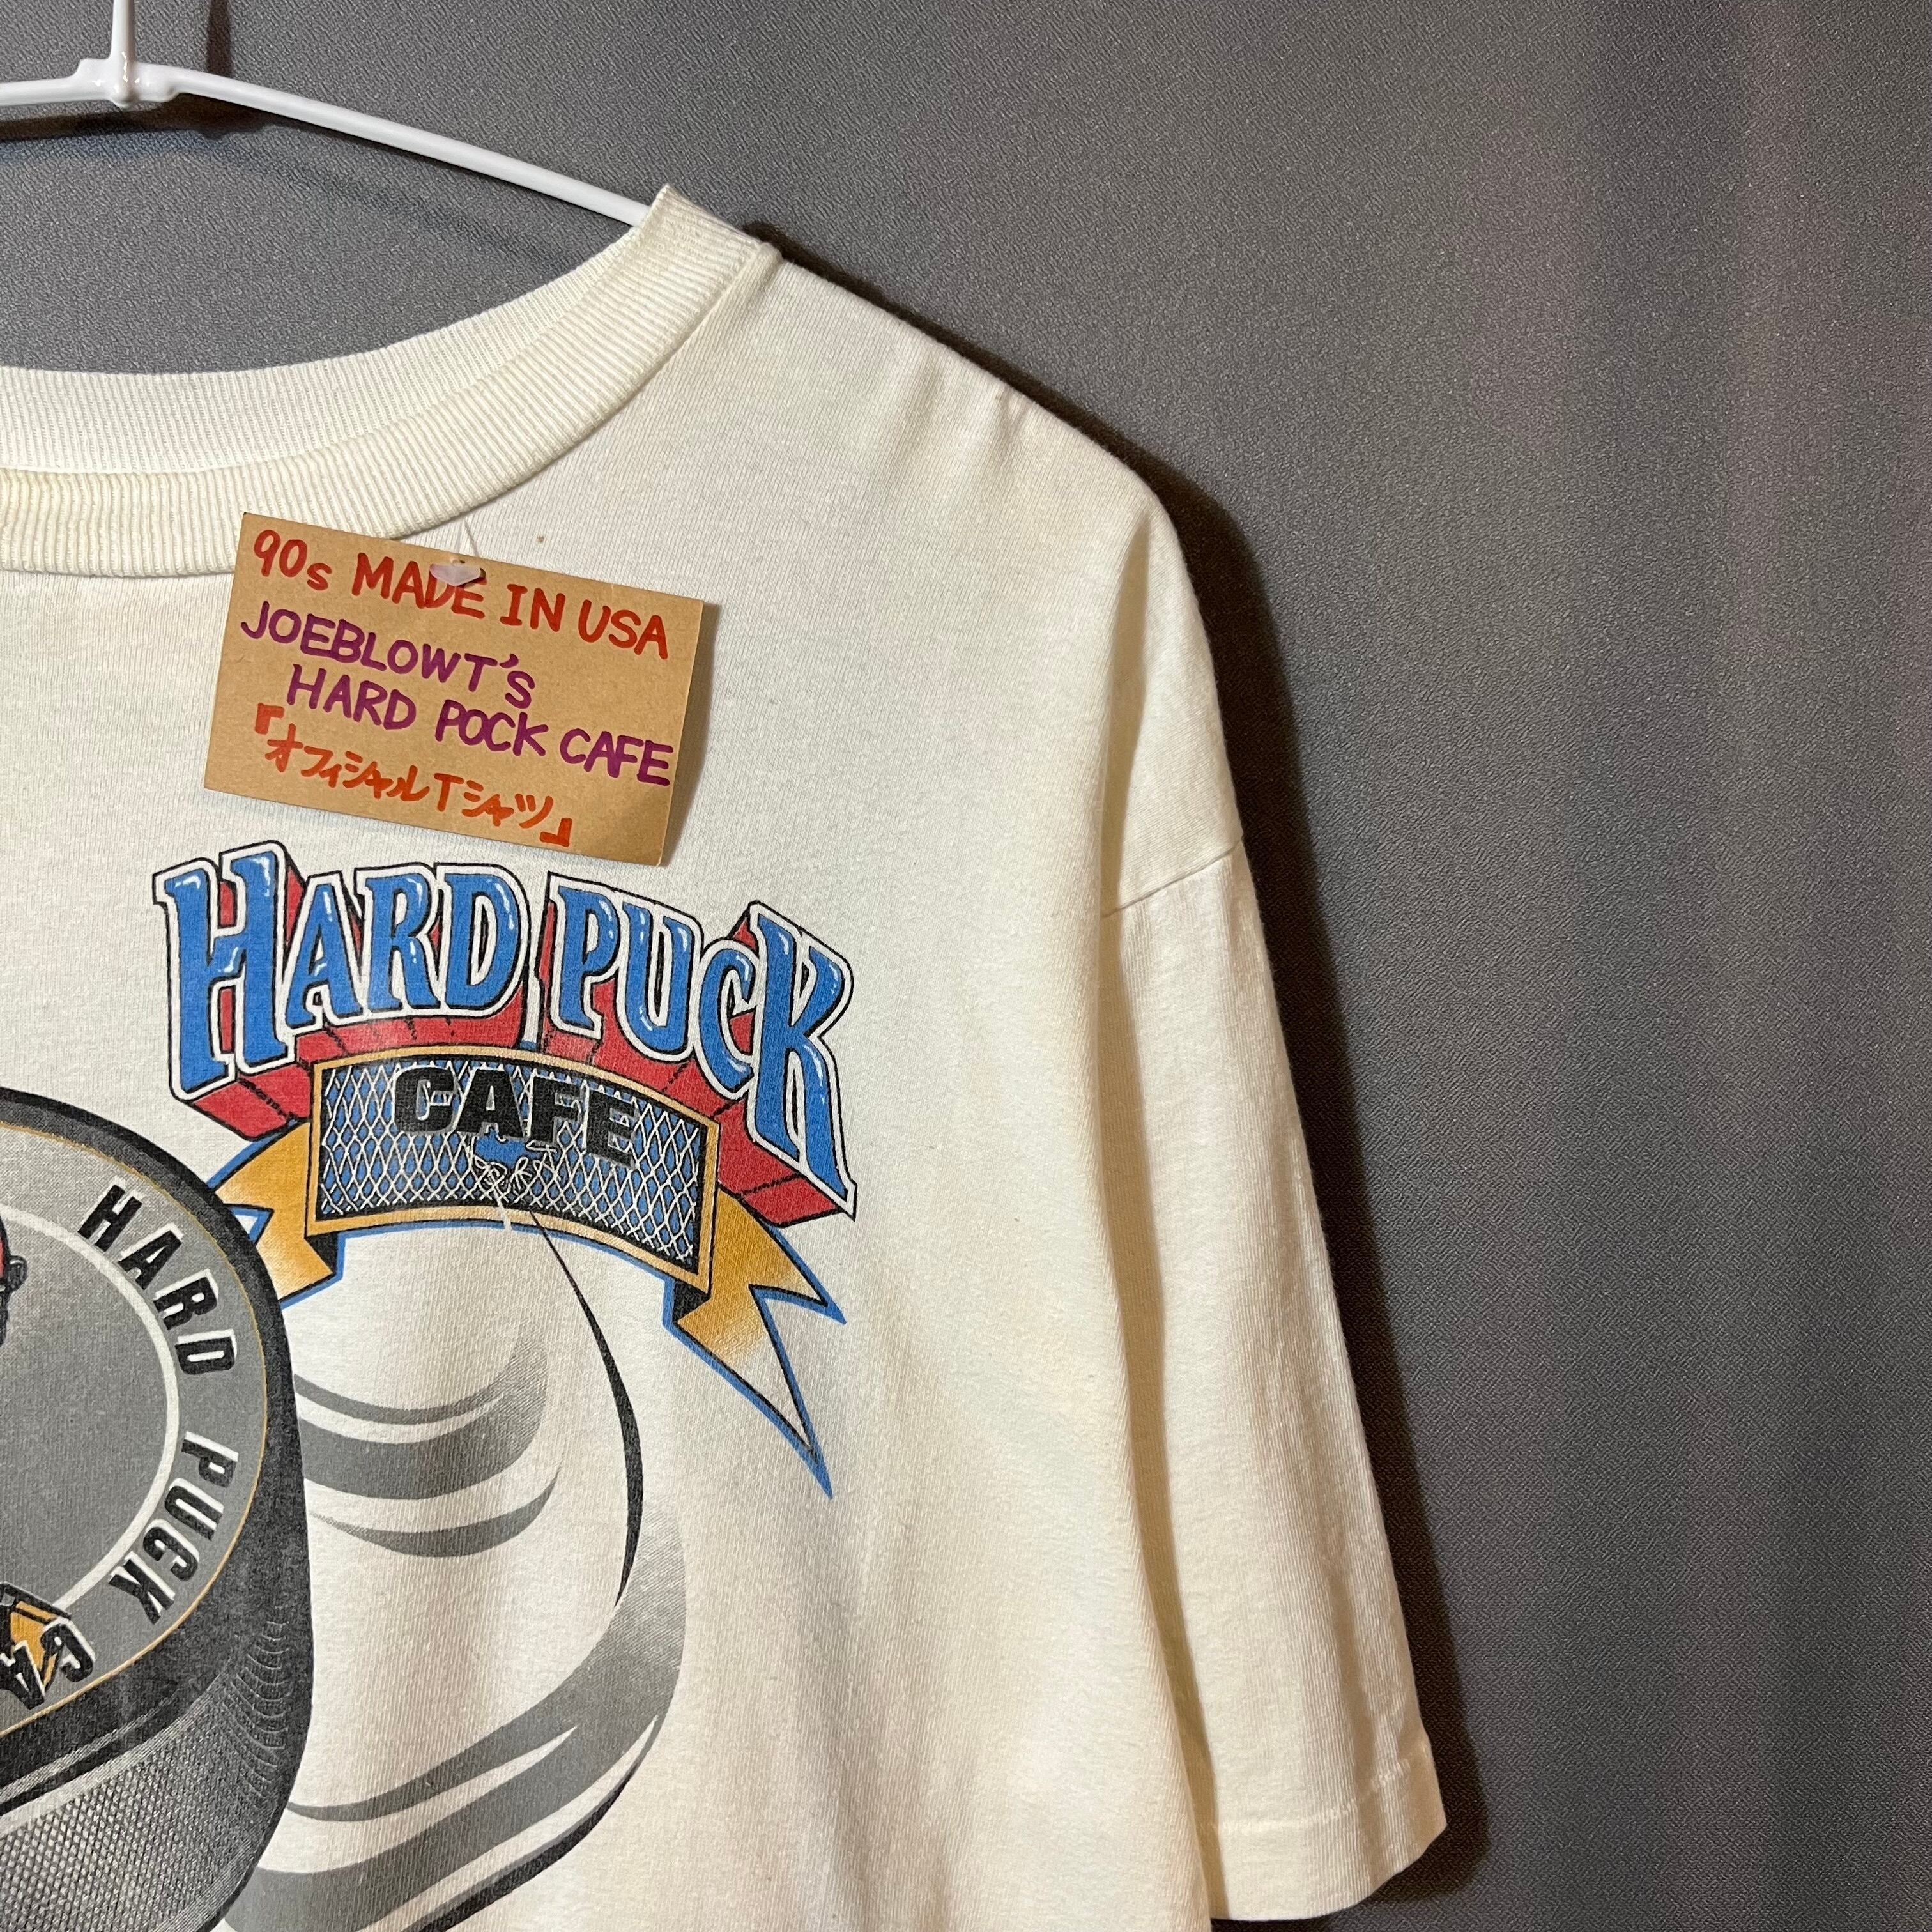 90s MADE IN USA
JOEBLOWT'S
HARD POCK CAFE
『オフィシャルTシャツ』
HARD PUCK
CAFE
HARD PUCK